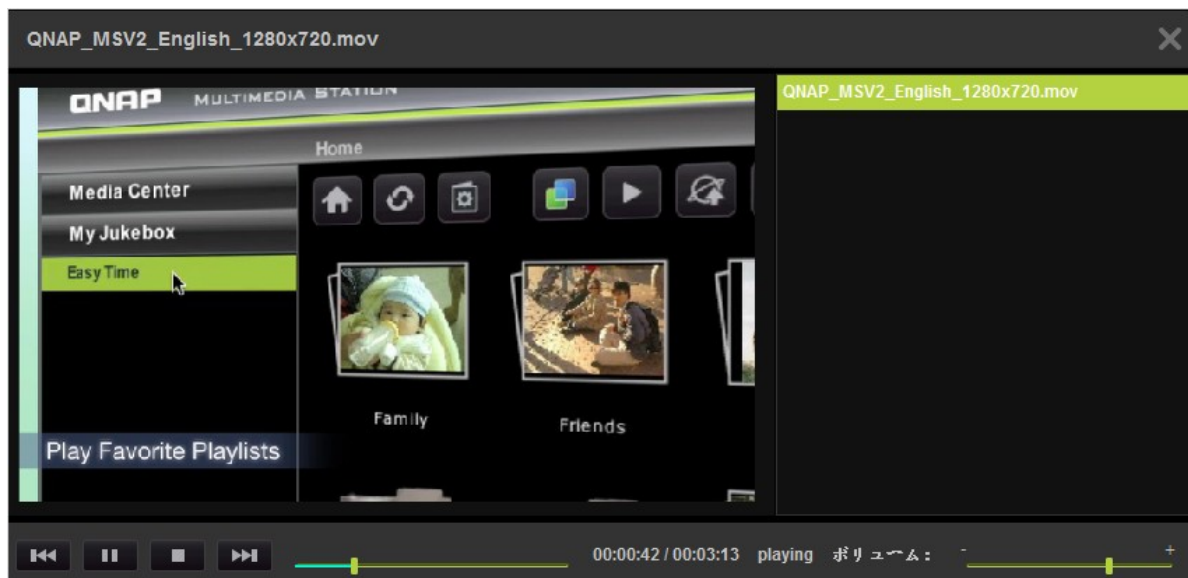 QNAP_MSV2_English_1280x720.mov
QNAP MULTIMEDIA STATION
QNAP_MSV2_English_1280x720.mov
Home
Media Center
My Jukebox
Easy Time
Family
Friends
Play Favorite Playlists
00:00:42 / 00:03:13 playing ボリューム: - +